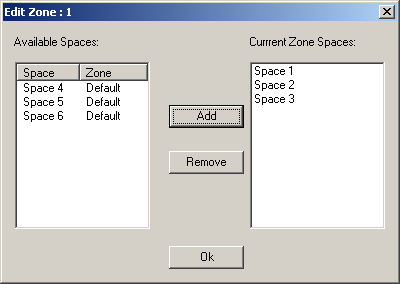 Edit Zone : 1
Available Spaces:
Currrent Zone Spaces:
Space Zone
Space 4 Default
Space 5 Default
Space 6 Default
Space 1
Space 2
Space 3
Add
Remove
Ok